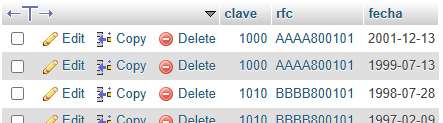 clave rfc fecha
Edit Copy Delete 1000 AAAA800101 2001-12-13
Edit Copy Delete 1000 AAAA800101 1999-07-13
Edit Copy Delete 1010 BBBB800101 1998-07-28
Edit Copy Delete 1010 BBBB800101 1997-02-09